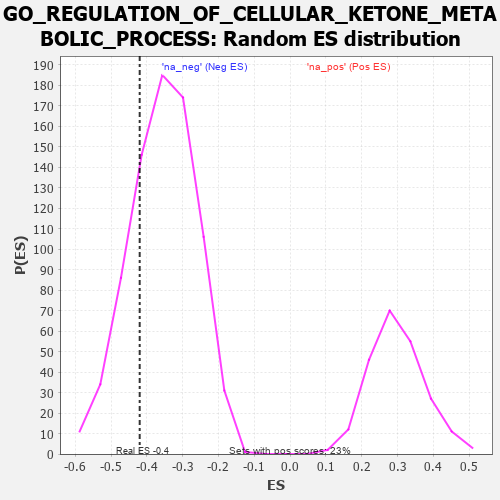 GO_REGULATION_OF_CELLULAR_KETONE_META
BOLIC_PROCESS: Random ES distribution
'na_neg' (Neg ES)
'na_pos' (Pos ES)
190
180
170
160
150
140
130
120
110
100
90
80
70
60
50
40
30
20
10
0
P(ES)
Real ES -0.4
Sets with pos scores: 23%
-0.6 -0.5 -0.4 -0.3 -0.2 -0.1 0.0 0.1 0.2 0.3 0.4 0.5
ES